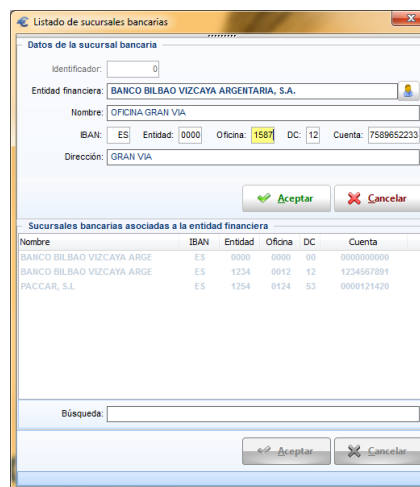 Listado de sucursales bancarias
Datos de la sucursal bancaria
Identificador: 0
Entidad financiera: BANCO BILBAO VIZCAYA ARGENTARIA, S.A.
Nombre: OFICINA GRAN VIA
IBAN: ES Entidad: 0000 Oficina: 1587 DC: 12 Cuenta: 7589652233
Dirección: GRAN VIA
Aceptar Cancelar
Sucursales bancarias asociadas a la entidad financiera
Nombre IBAN Entidad Oficina DC Cuenta
BANCO BILBAO VIZCAYA ARGE ES 0000 0000 00 0000000000
BANCO BILBAO VIZCAYA ARGE ES 1234 0012 12 1234567891
PACCAR, S.L ES 1254 0124 53 0000121420
Búsqueda:
Aceptar Cancelar